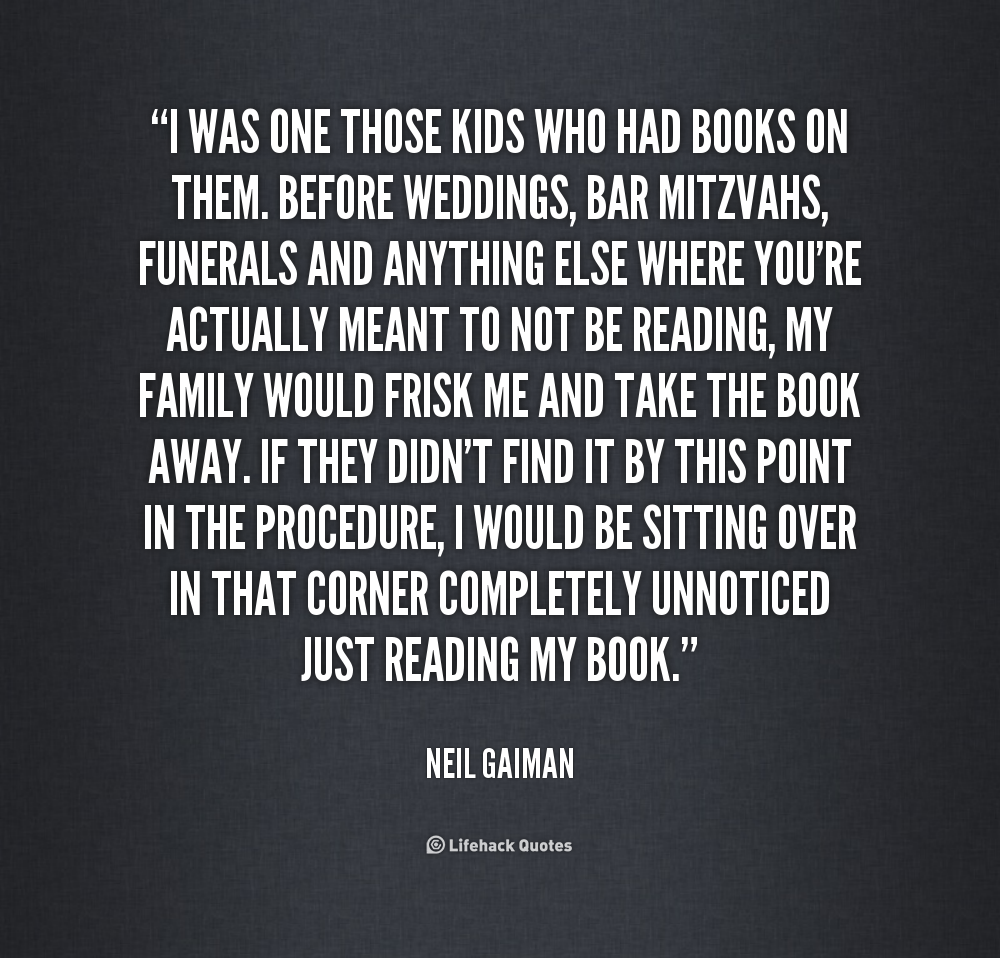 “I WAS ONE THOSE KIDS WHO HAD BOOKS ON
THEM. BEFORE WEDDINGS, BAR MITZVAHS,
FUNERALS AND ANYTHING ELSE WHERE YOU’RE
ACTUALLY MEANT TO NOT BE READING, MY
FAMILY WOULD FRISK ME AND TAKE THE BOOK
AWAY. IF THEY DIDN’T FIND IT BY THIS POINT
IN THE PROCEDURE, I WOULD BE SITTING OVER
IN THAT CORNER COMPLETELY UNNOTICED
JUST READING MY BOOK.”
NEIL GAIMAN
Lifehack Quotes